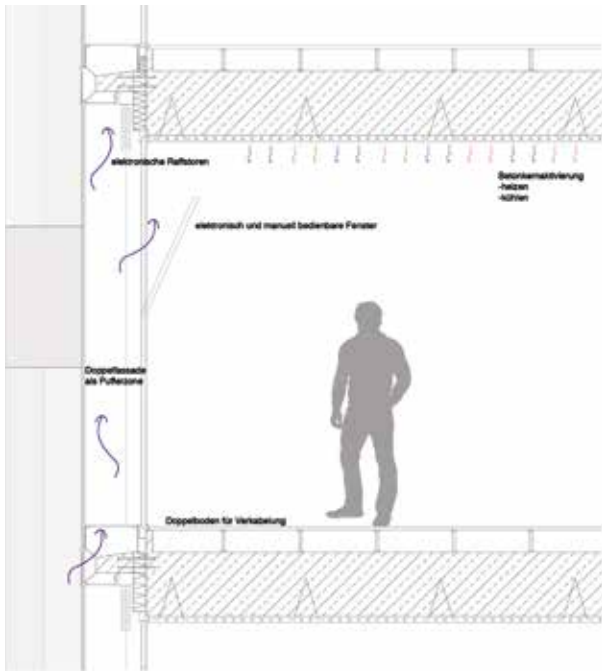 elektronische Raffstoren
Betonkernaktivierung
-heizen
-kühlen
elektronisch und manuell bedienbare Fenster
Doppelfassade
als Pufferzone
Doppelboden für Verkabelung